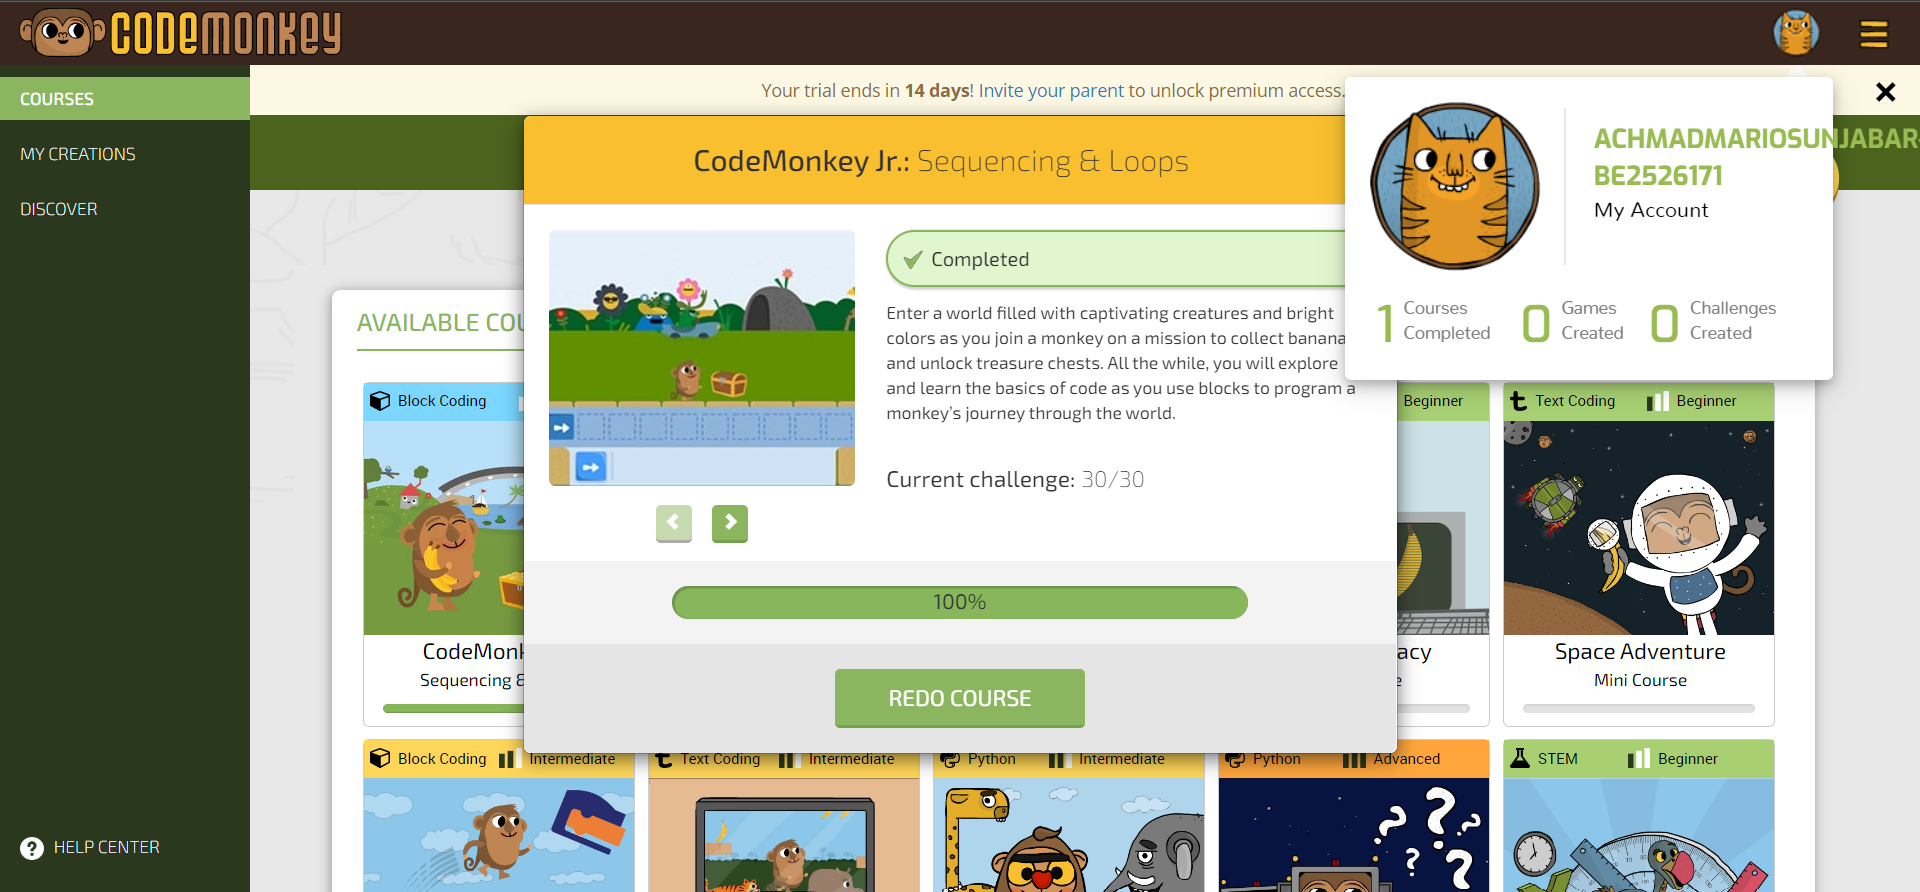 CODEMONKEY
COURSES
MY CREATIONS
DISCOVER
HELP CENTER
Your trial ends in 14 days! Invite your parent to unlock premium access.
ACHMADMARIOSUNJABAR-
BE2526171
My Account
1 Courses Completed
0 Games Created
0 Challenges Created
CodeMonkey Jr.: Sequencing & Loops
Completed
Enter a world filled with captivating creatures and bright
colors as you join a monkey on a mission to collect banana
and unlock treasure chests. All the while, you will explore
and learn the basics of code as you use blocks to program a
monkey's journey through the world.
Current challenge: 30/30
100%
REDO COURSE
AVAILABLE COU
Block Coding
Beginner
Text Coding Beginner
CodeMonk
Sequencing &
acy
Space Adventure
Mini Course
Block Coding Intermediate
Text Coding Intermediate
Python Intermediate
Python Advanced
STEM Beginner